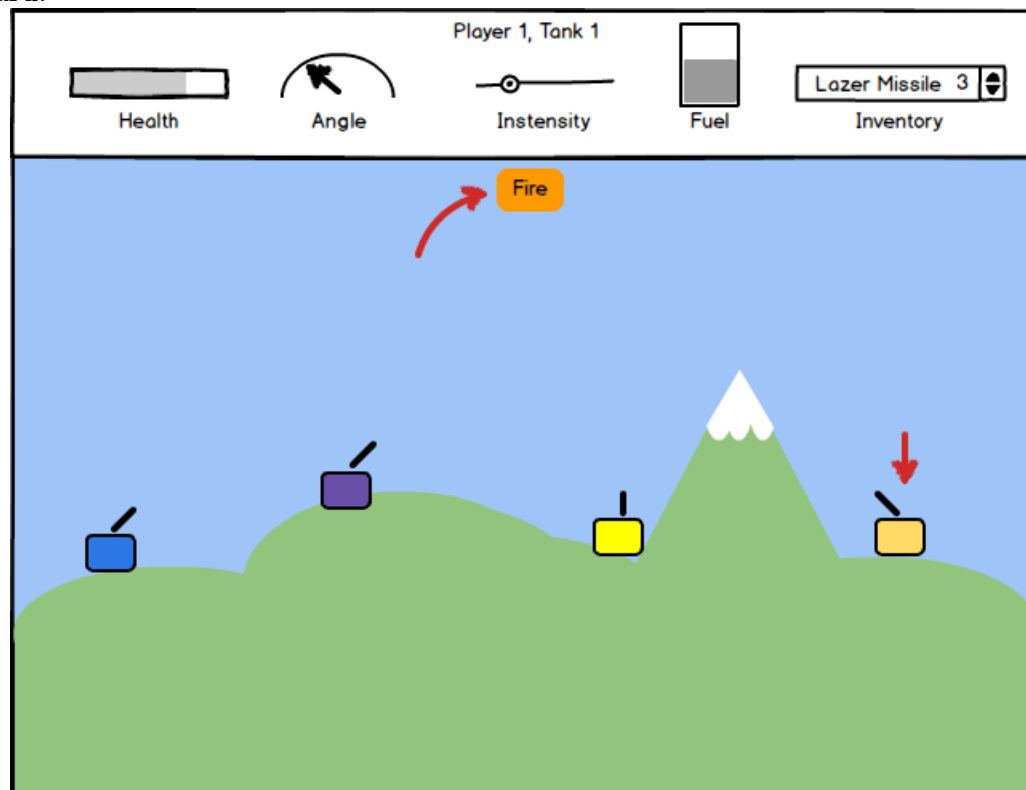 Player 1, Tank 1
Lazer Missile 3
Health
Angle
Instensity
Fuel
Inventory
Fire